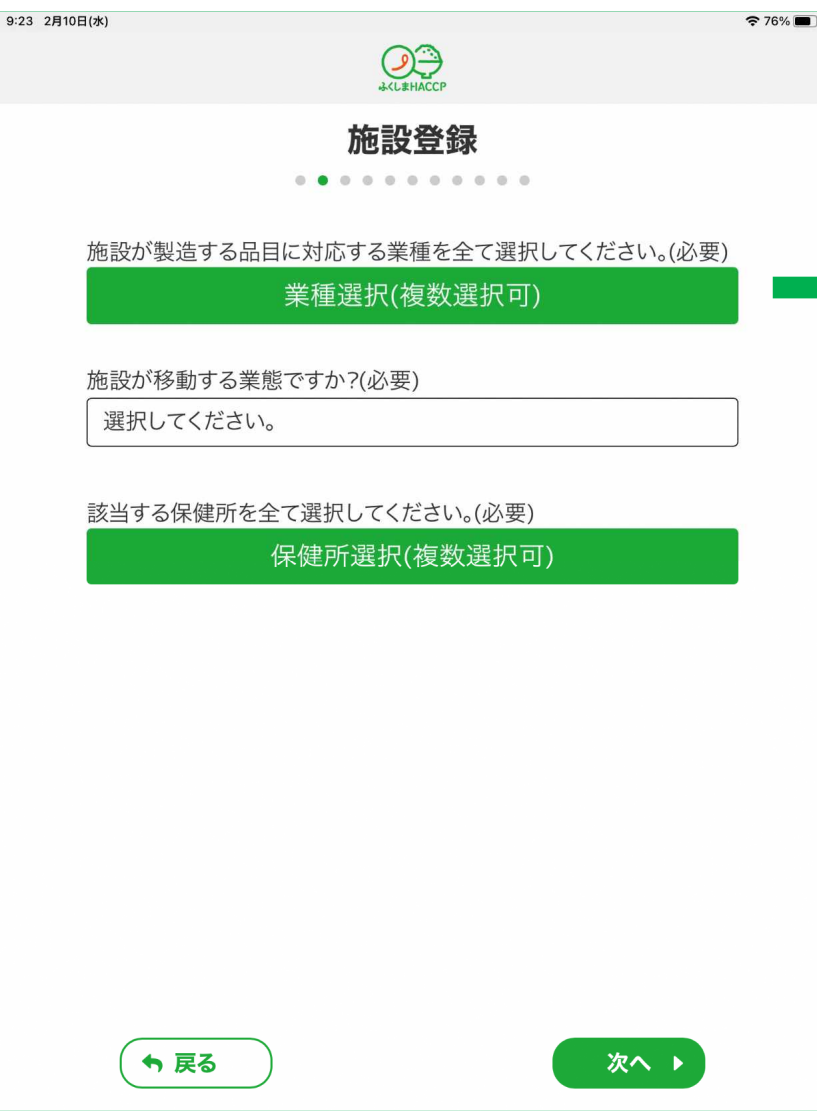 9:23 2月10日(水) 76%
ふくしまHACCP
施設登録
施設が製造する品目に対応する業種を全て選択してください。(必要)
業種選択(複数選択可)
施設が移動する業態ですか?(必要)
選択してください。
該当する保健所を全て選択してください。(必要)
保健所選択(複数選択可)
戻る 次へ